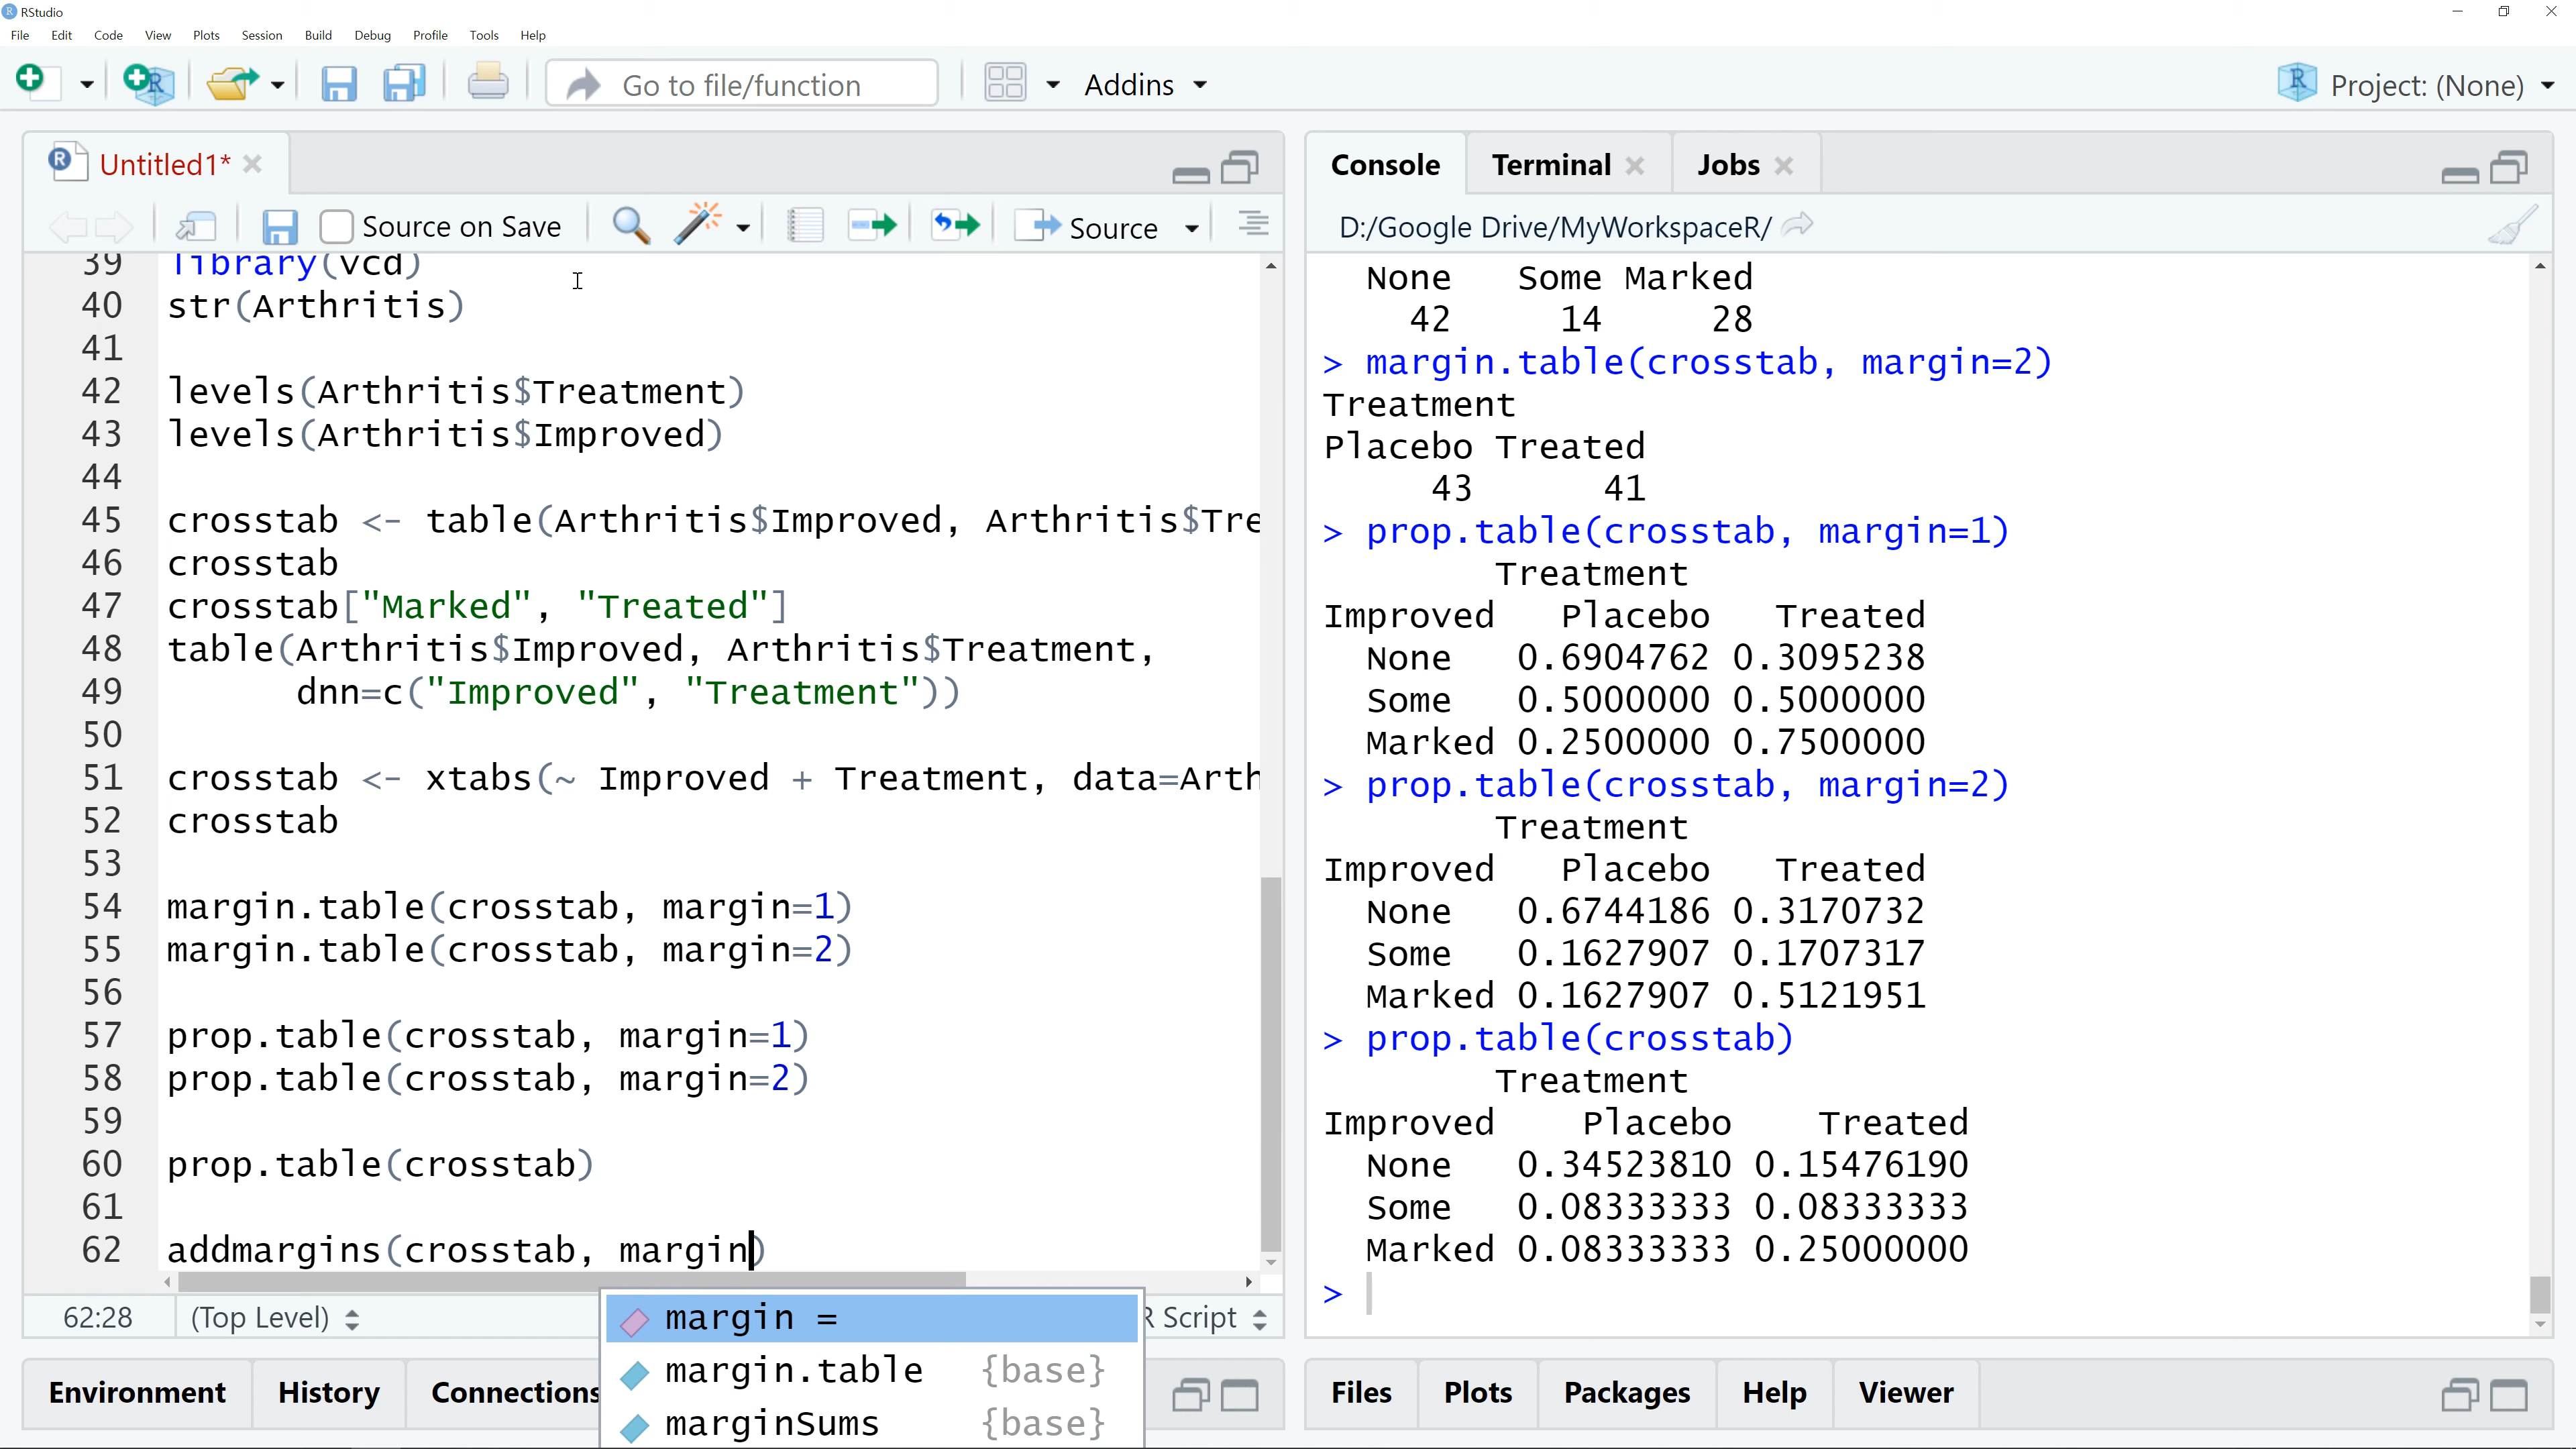 RStudio
File Edit Code View Plots Session Build Debug Profile Tools Help
Go to file/function Addins Project: (None)
Untitled1*
Source on Save Source
39 library(vcd)
40 str(Arthritis)
41
42 levels(Arthritis$Treatment)
43 levels(Arthritis$Improved)
44
45 crosstab <- table(Arthritis$Improved, Arthritis$Tre
46 crosstab
47 crosstab["Marked", "Treated"]
48 table(Arthritis$Improved, Arthritis$Treatment,
49 dnn=c("Improved", "Treatment"))
50
51 crosstab <- xtabs(~ Improved + Treatment, data=Arth
52 crosstab
53
54 margin.table(crosstab, margin=1)
55 margin.table(crosstab, margin=2)
56
57 prop.table(crosstab, margin=1)
58 prop.table(crosstab, margin=2)
59
60 prop.table(crosstab)
61
62 addmargins(crosstab, margin)
62:28 (Top Level) R Script
margin =
margin.table {base}
marginSums {base}
Environment History Connections
Console Terminal Jobs
D:/Google Drive/MyWorkspaceR/
None Some Marked
42 14 28
> margin.table(crosstab, margin=2)
Treatment
Placebo Treated
43 41
> prop.table(crosstab, margin=1)
Treatment
Improved Placebo Treated
None 0.6904762 0.3095238
Some 0.5000000 0.5000000
Marked 0.2500000 0.7500000
> prop.table(crosstab, margin=2)
Treatment
Improved Placebo Treated
None 0.6744186 0.3170732
Some 0.1627907 0.1707317
Marked 0.1627907 0.5121951
> prop.table(crosstab)
Treatment
Improved Placebo Treated
None 0.34523810 0.15476190
Some 0.08333333 0.08333333
Marked 0.08333333 0.25000000
>
Files Plots Packages Help Viewer